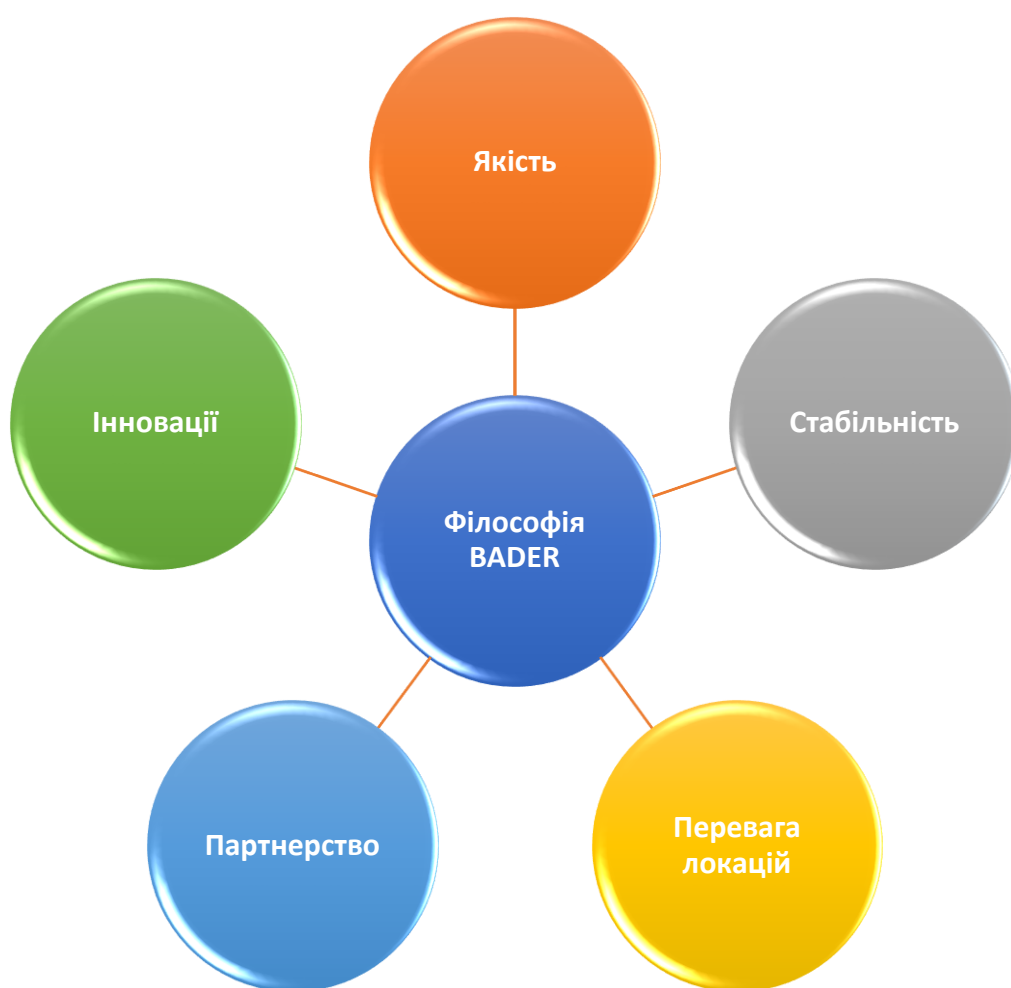 Якість
Інновації
Стабільність
Філософія
BADER
Партнерство
Перевага
локацій